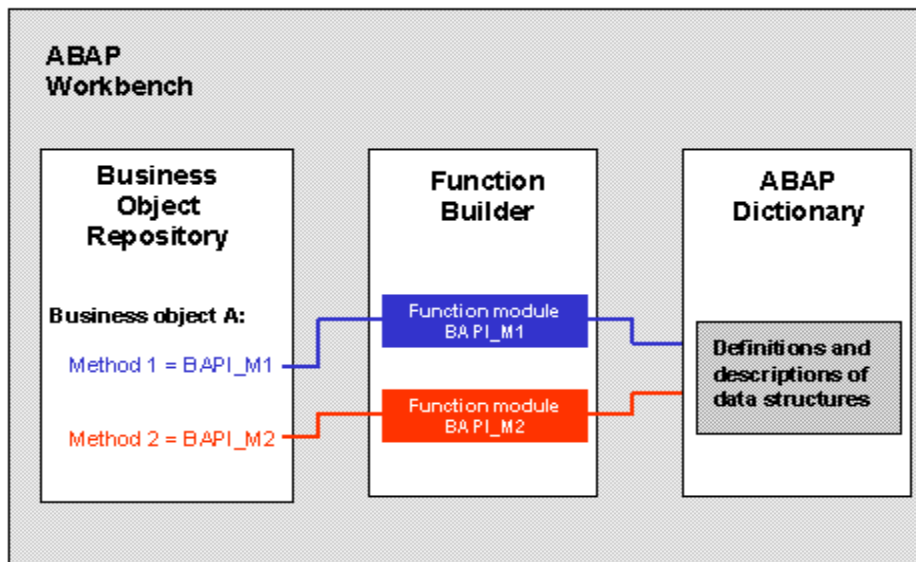 ABAP
Workbench
Business
Object
Repository
Business object A:
Method 1 = BAPI_M1
Method 2 = BAPI_M2
Function
Builder
Function module
BAPI_M1
Function module
BAPI_M2
ABAP
Dictionary
Definitions and
descriptions of
data structures